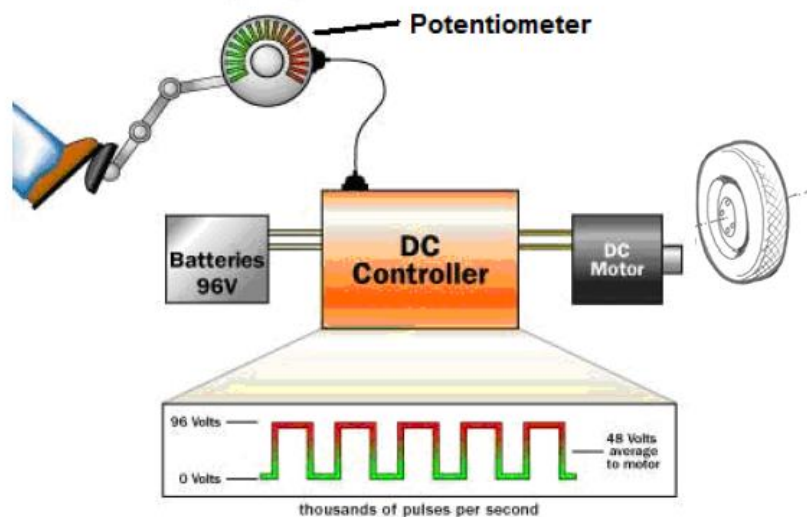 Potentiometer
Batteries
96V
DC
Controller
DC
Motor
96 Volts
0 Volts
48 Volts
average
to motor
thousands of pulses per second